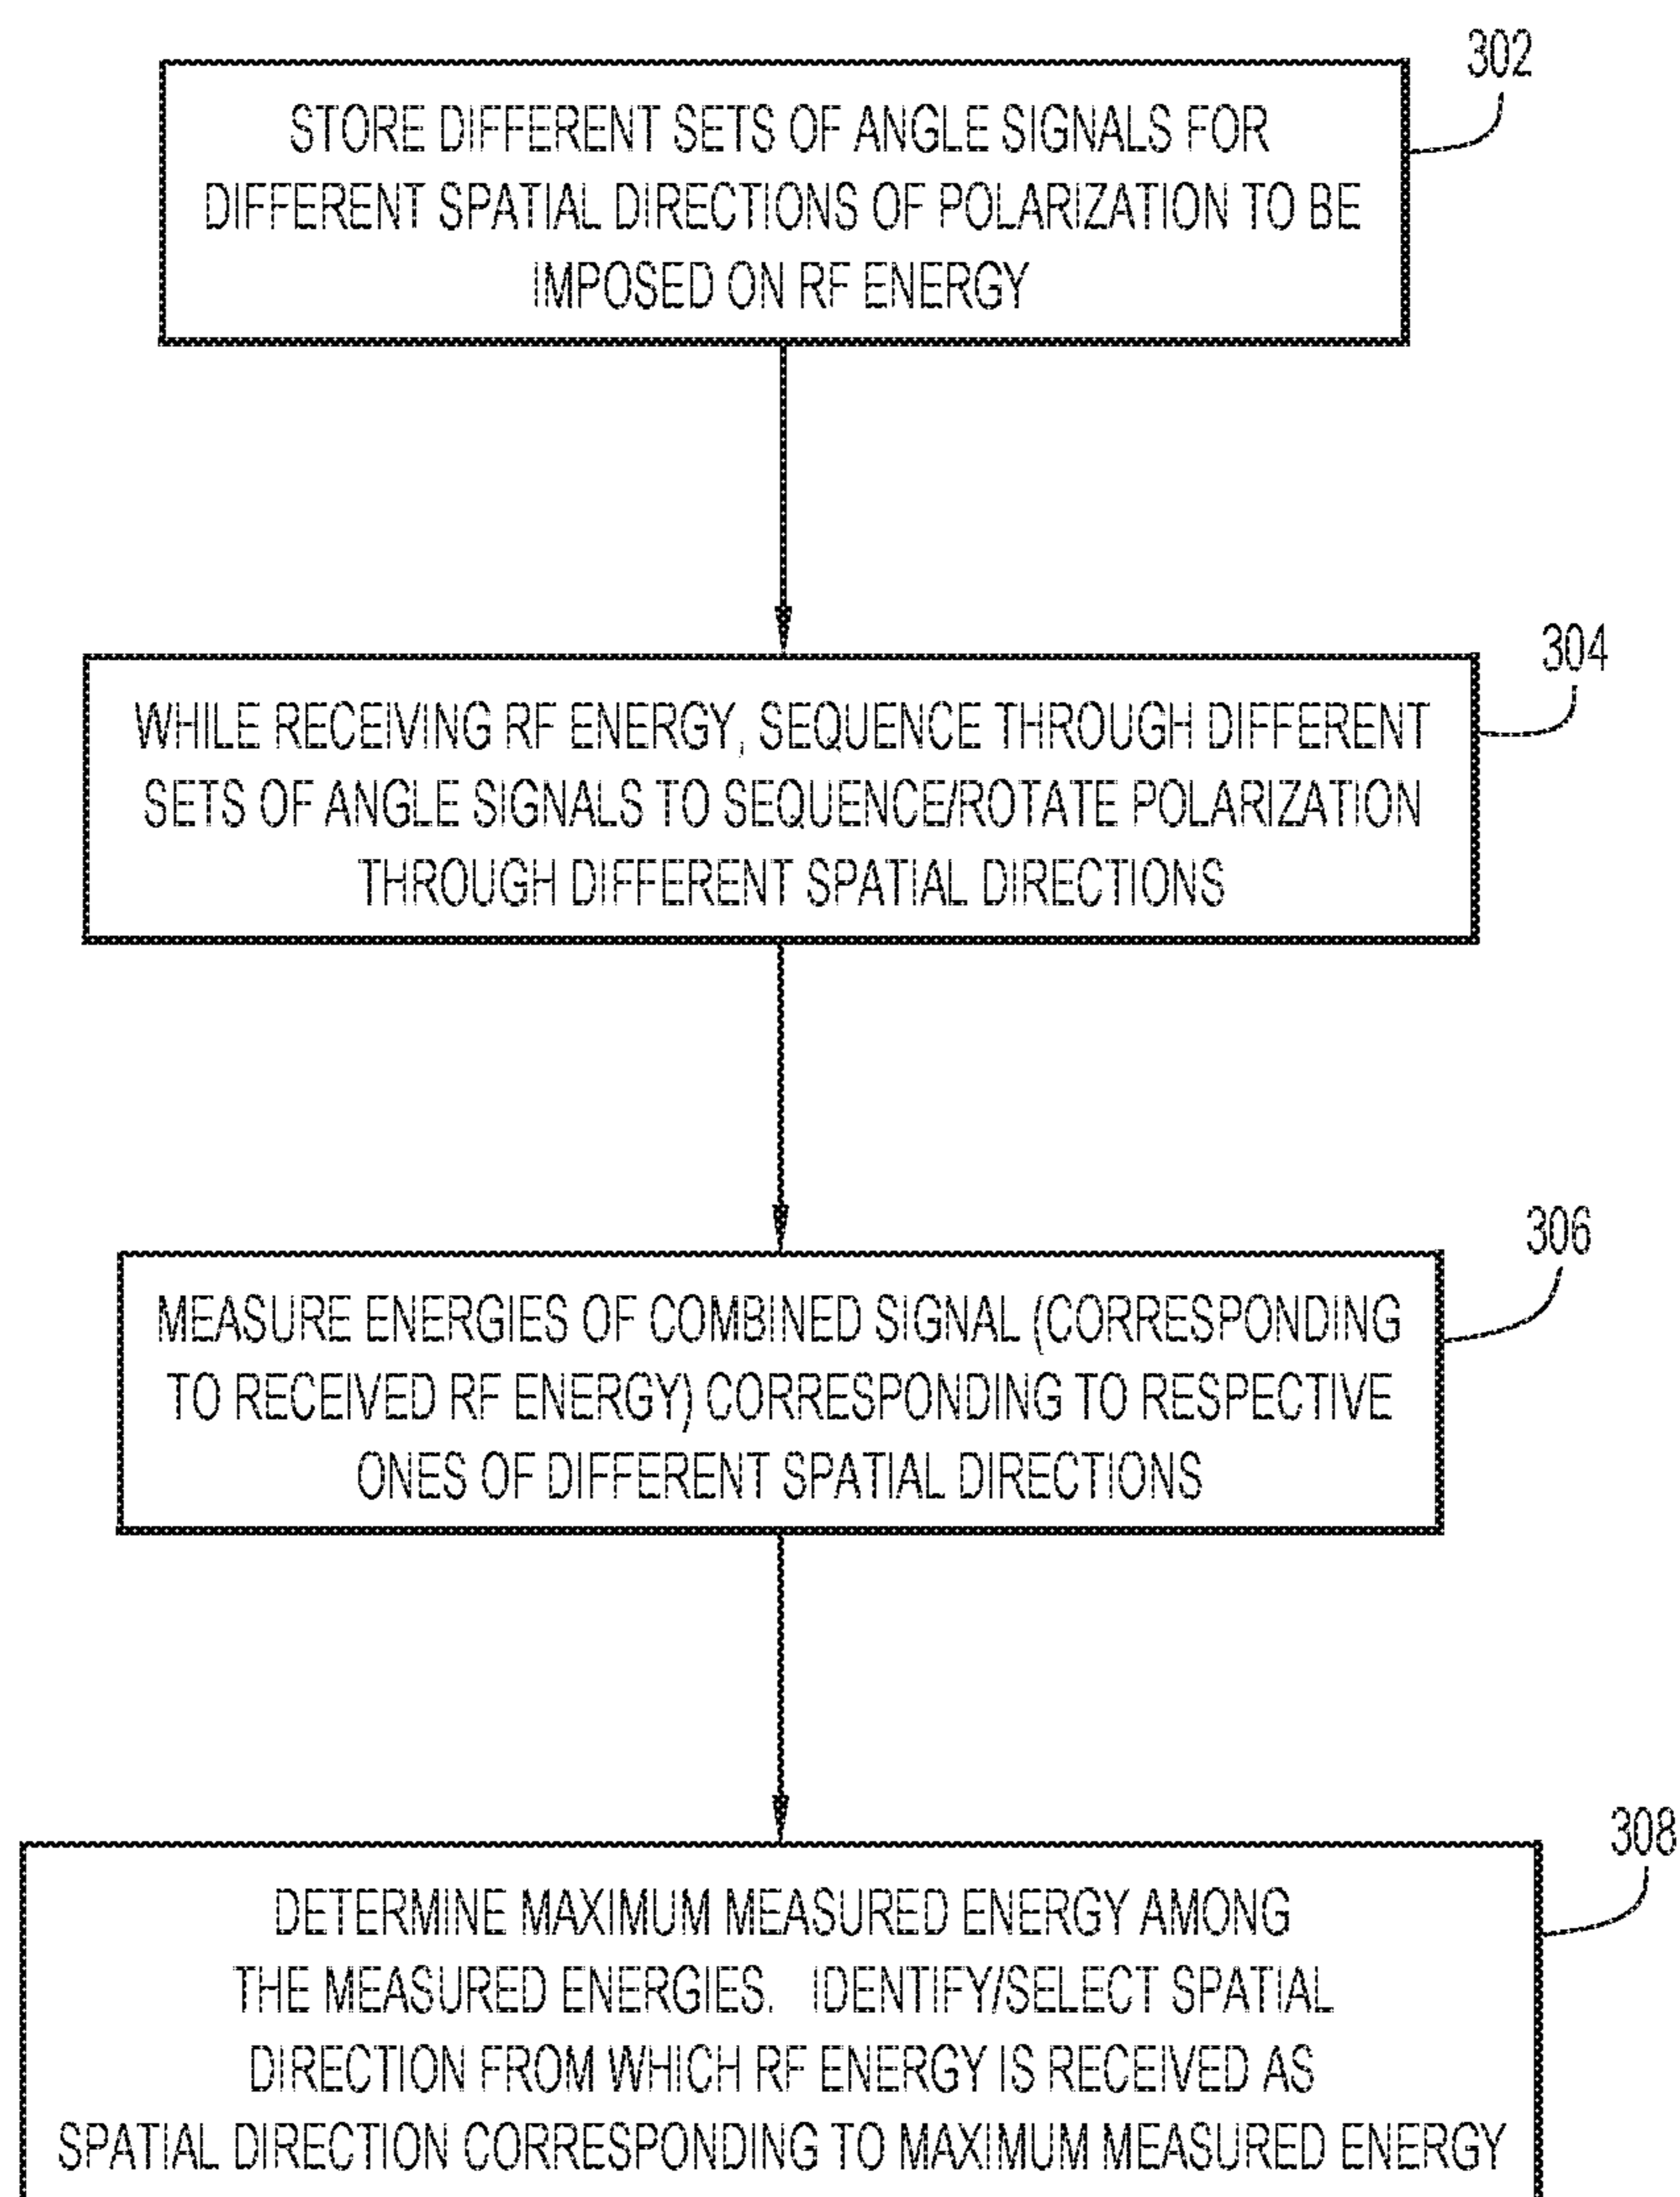 302
STORE DIFFERENT SETS OF ANGLE SIGNALS FOR
DIFFERENT SPATIAL DIRECTIONS OF POLARIZATION TO BE
IMPOSED ON RF ENERGY
304
WHILE RECEIVING RF ENERGY, SEQUENCE THROUGH DIFFERENT
SETS OF ANGLE SIGNALS TO SEQUENCE/ROTATE POLARIZATION
THROUGH DIFFERENT SPATIAL DIRECTIONS
306
MEASURE ENERGIES OF COMBINED SIGNAL (CORRESPONDING
TO RECEIVED RF ENERGY) CORRESPONDING TO RESPECTIVE
ONES OF DIFFERENT SPATIAL DIRECTIONS
308
DETERMINE MAXIMUM MEASURED ENERGY AMONG
THE MEASURED ENERGIES. IDENTIFY/SELECT SPATIAL
DIRECTION FROM WHICH RF ENERGY IS RECEIVED AS
SPATIAL DIRECTION CORRESPONDING TO MAXIMUM MEASURED ENERGY